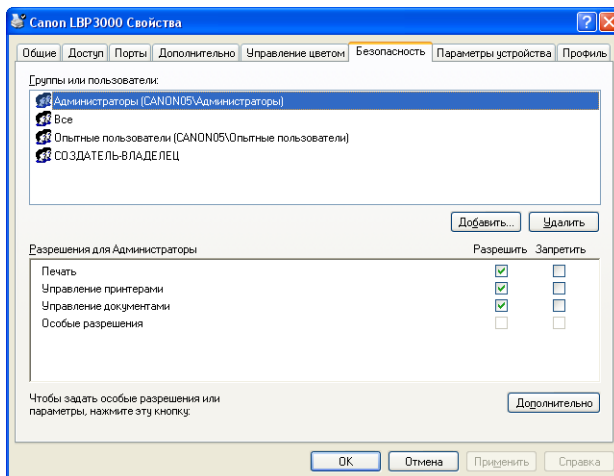 Canon LBP3000 Свойства
Общие Доступ Порты Дополнительно Управление цветом Безопасность Параметры устройства Профиль
Группы или пользователи:
Администраторы (CANON05\Администраторы)
Все
Опытные пользователи (CANON05\Опытные пользователи)
СОЗДАТЕЛЬ-ВЛАДЕЛЕЦ
Добавить... Удалить
Разрешения для Администраторы Разрешить Запретить
Печать
Управление принтерами
Управление документами
Особые разрешения
Чтобы задать особые разрешения или
параметры, нажмите эту кнопку: Дополнительно
OK Отмена Применить Справка